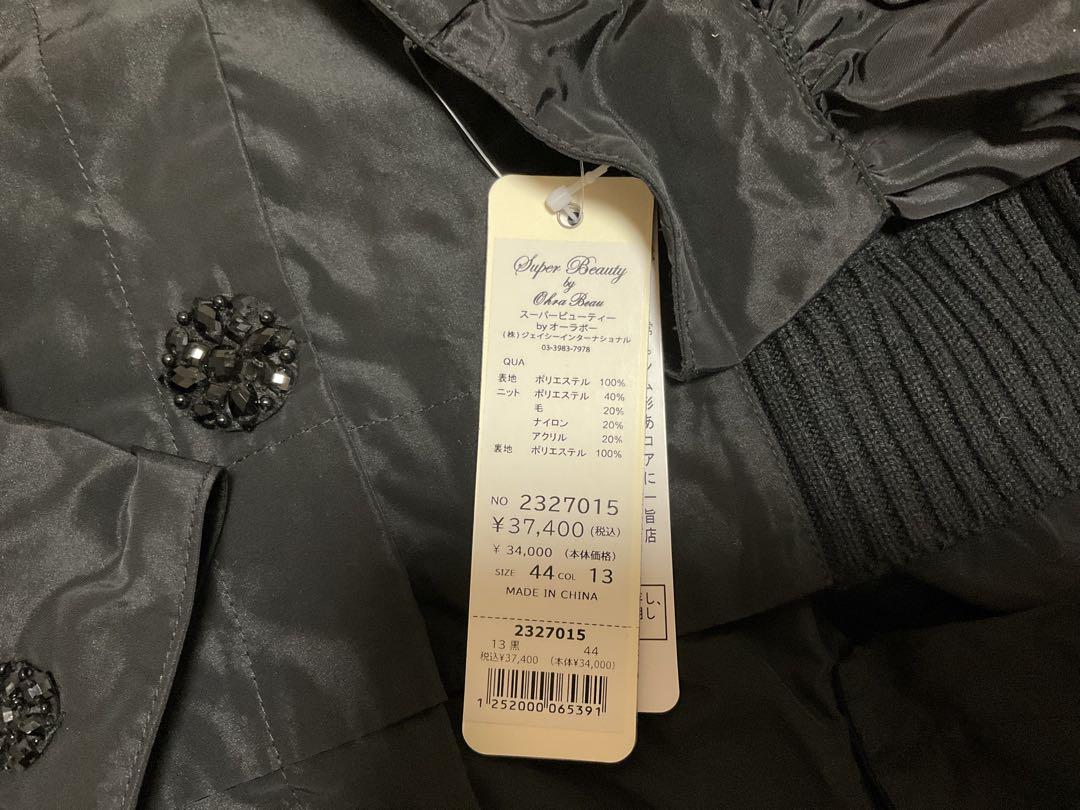 Super Beauty
by
Ohra Beau
スーパービューティー
byオーラボー
(株)ジェイシーインターナショナル
03-3983-7978
QUA
表地 ポリエステル 100%
ニット ポリエステル 40%
毛 20%
ナイロン 20%
アクリル 20%
裏地 ポリエステル 100%
NO 2327015
¥37,400 (税込)
¥ 34,000 (本体価格)
SIZE 44 COL 13
MADE IN CHINA
2327015
13 黒 44
税込¥37,400 (本体¥34,000)
1 252000 065391